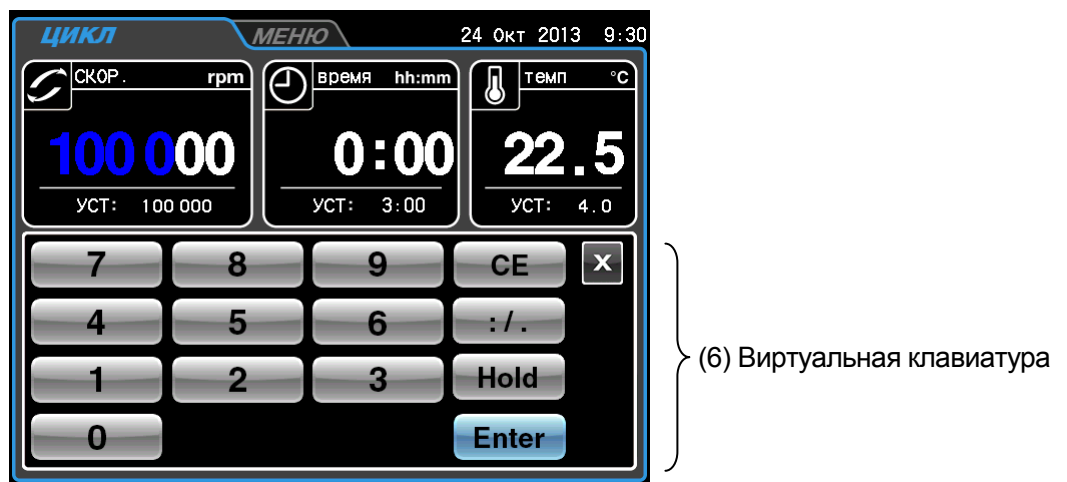 ЦИКЛ МЕНЮ 24 Окт 2013 9:30
СКОР. rpm время hh:mm темп °C
100 000 0:00 22.5
УСТ: 100 000 УСТ: 3:00 УСТ: 4.0
7 8 9 CE X
4 5 6 :/.
(6) Виртуальная клавиатура
1 2 3 Hold
0 Enter